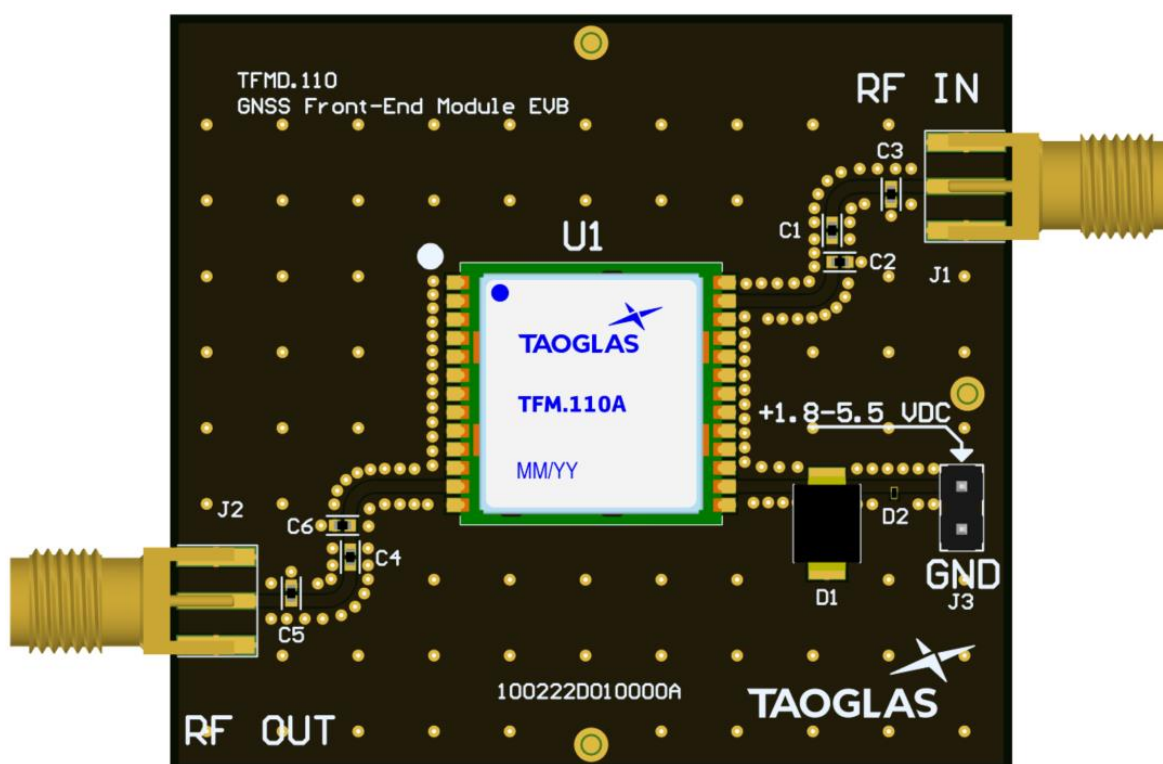 TFMD.110
GNSS Front-End Module EVB
RF IN
C3
C1
U1
C2
J1
TAOGLAS
TFM.110A
+1.8-5.5 VDC
MM/YY
J2
C6
D2
C4
GND
D1
J3
C5
100222D010000A
TAOGLAS
RF OUT